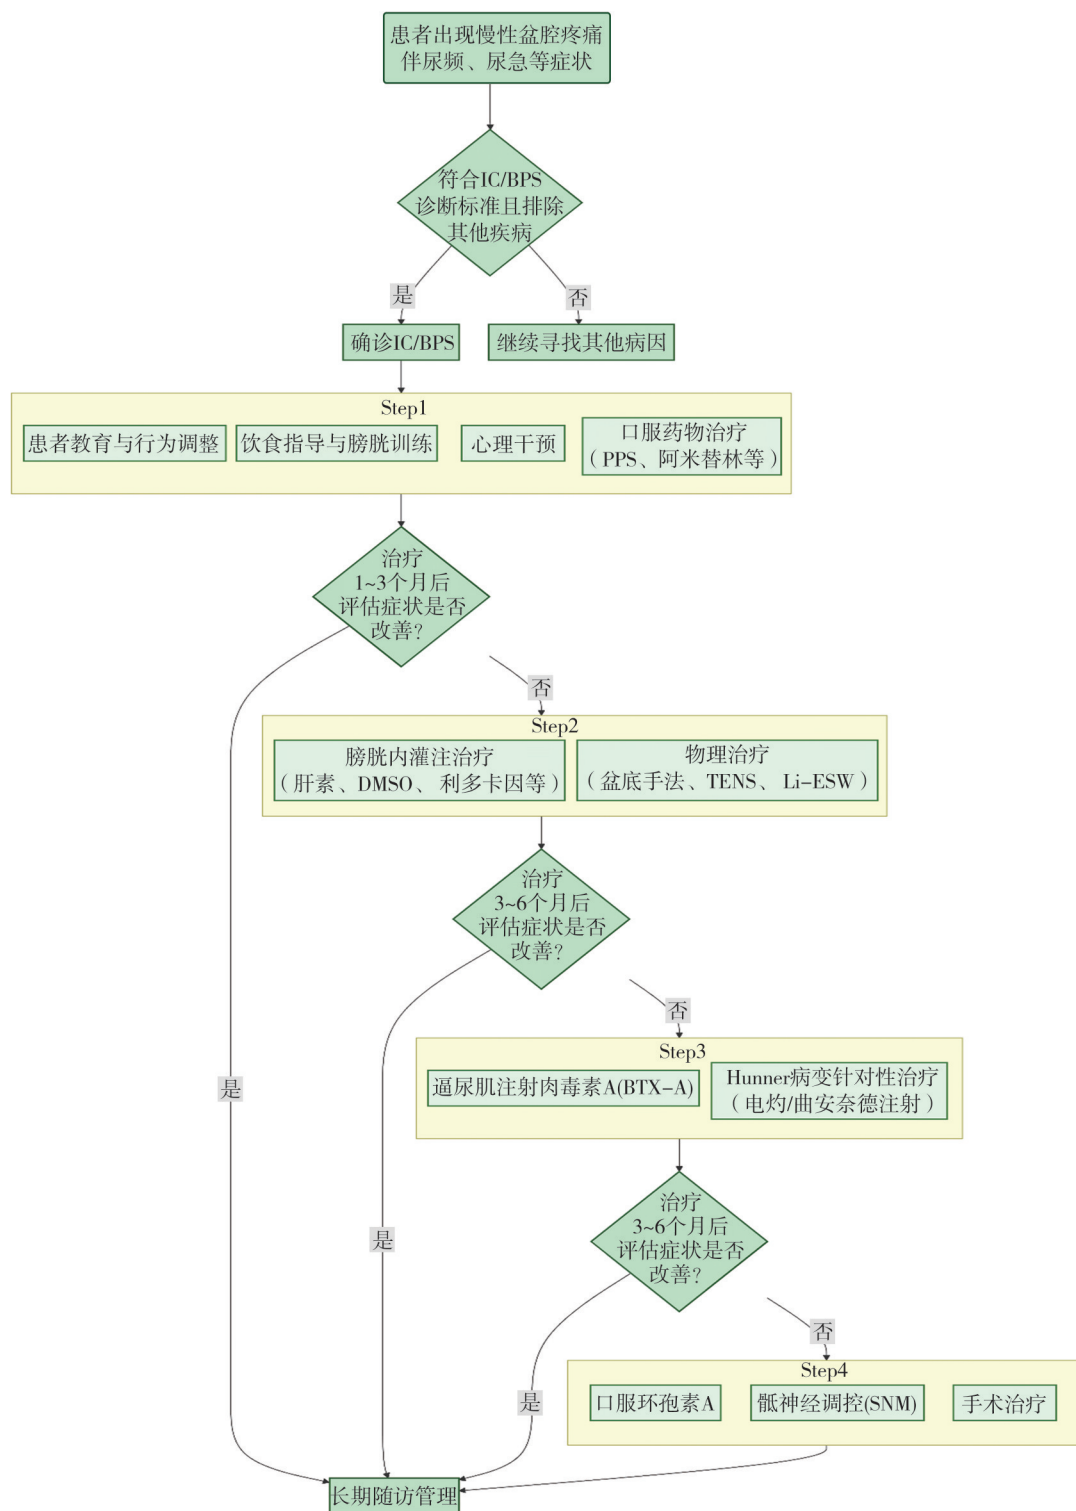 患者出现慢性盆腔疼痛
伴尿频、尿急等症状
符合IC/BPS
诊断标准且排除
其他疾病
是
否
确诊IC/BPS
继续寻找其他病因
Step1
患者教育与行为调整
饮食指导与膀胱训练
心理干预
口服药物治疗
（PPS、阿米替林等）
治疗
1~3个月后
评估症状是否
改善?
否
Step2
膀胱内灌注治疗
（肝素、DMSO、 利多卡因等）
物理治疗
（盆底手法、TENS、 Li-ESW）
治疗
3~6个月后
评估症状是否
改善?
否
Step3
逼尿肌注射肉毒素A(BTX-A)
Hunner病变针对性治疗
（电灼/曲安奈德注射）
是
治疗
3~6个月后
评估症状是否
改善?
是
否
Step4
口服环孢素A
骶神经调控(SNM)
手术治疗
是
长期随访管理